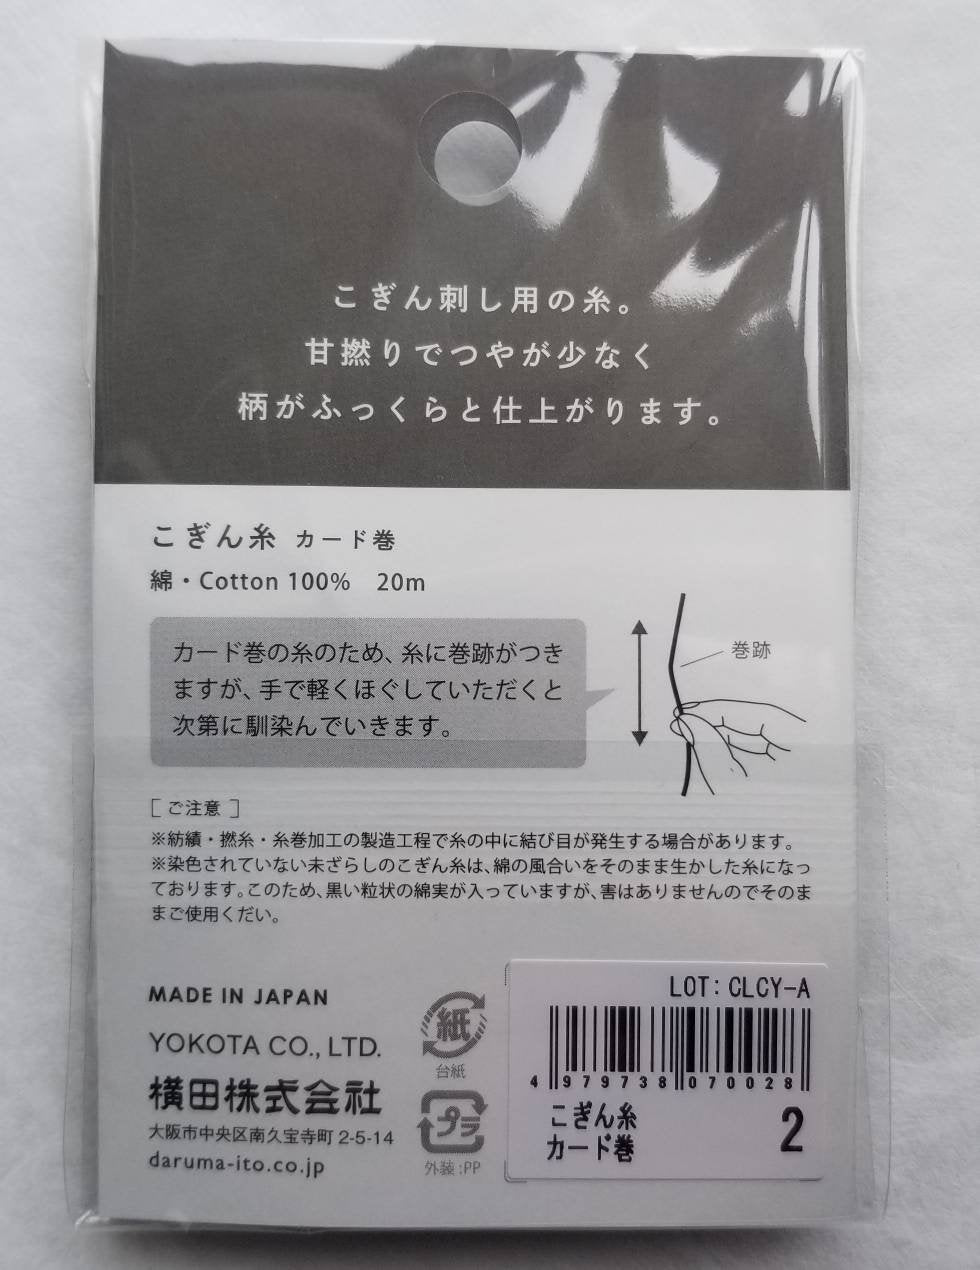 こぎん刺し用の糸。
甘撚りでつやが少なく
柄がふっくらと仕上がります。
こぎん糸 カード巻
綿・Cotton 100% 20m
カード巻の糸のため、糸に巻跡がつき
ますが、手で軽くほぐしていただくと
次第に馴染んでいきます。
巻跡
[ ご注意 ]
※紡績・撚糸・糸巻加工の製造工程で糸の中に結び目が発生する場合があります。
※染色されていない未ざらしのこぎん糸は、綿の風合いをそのまま生かした糸になっ
ております。このため、黒い粒状の綿実が入っていますが、害はありませんのでそのま
まご使用くだい。
MADE IN JAPAN
YOKOTA CO., LTD.
横田株式会社
大阪市中央区南久宝寺町 2-5-14
daruma-ito.co.jp
紙
台紙
プラ
外装:PP
LOT: CLCY-A
4 979738 070028
こぎん糸
カード巻
2